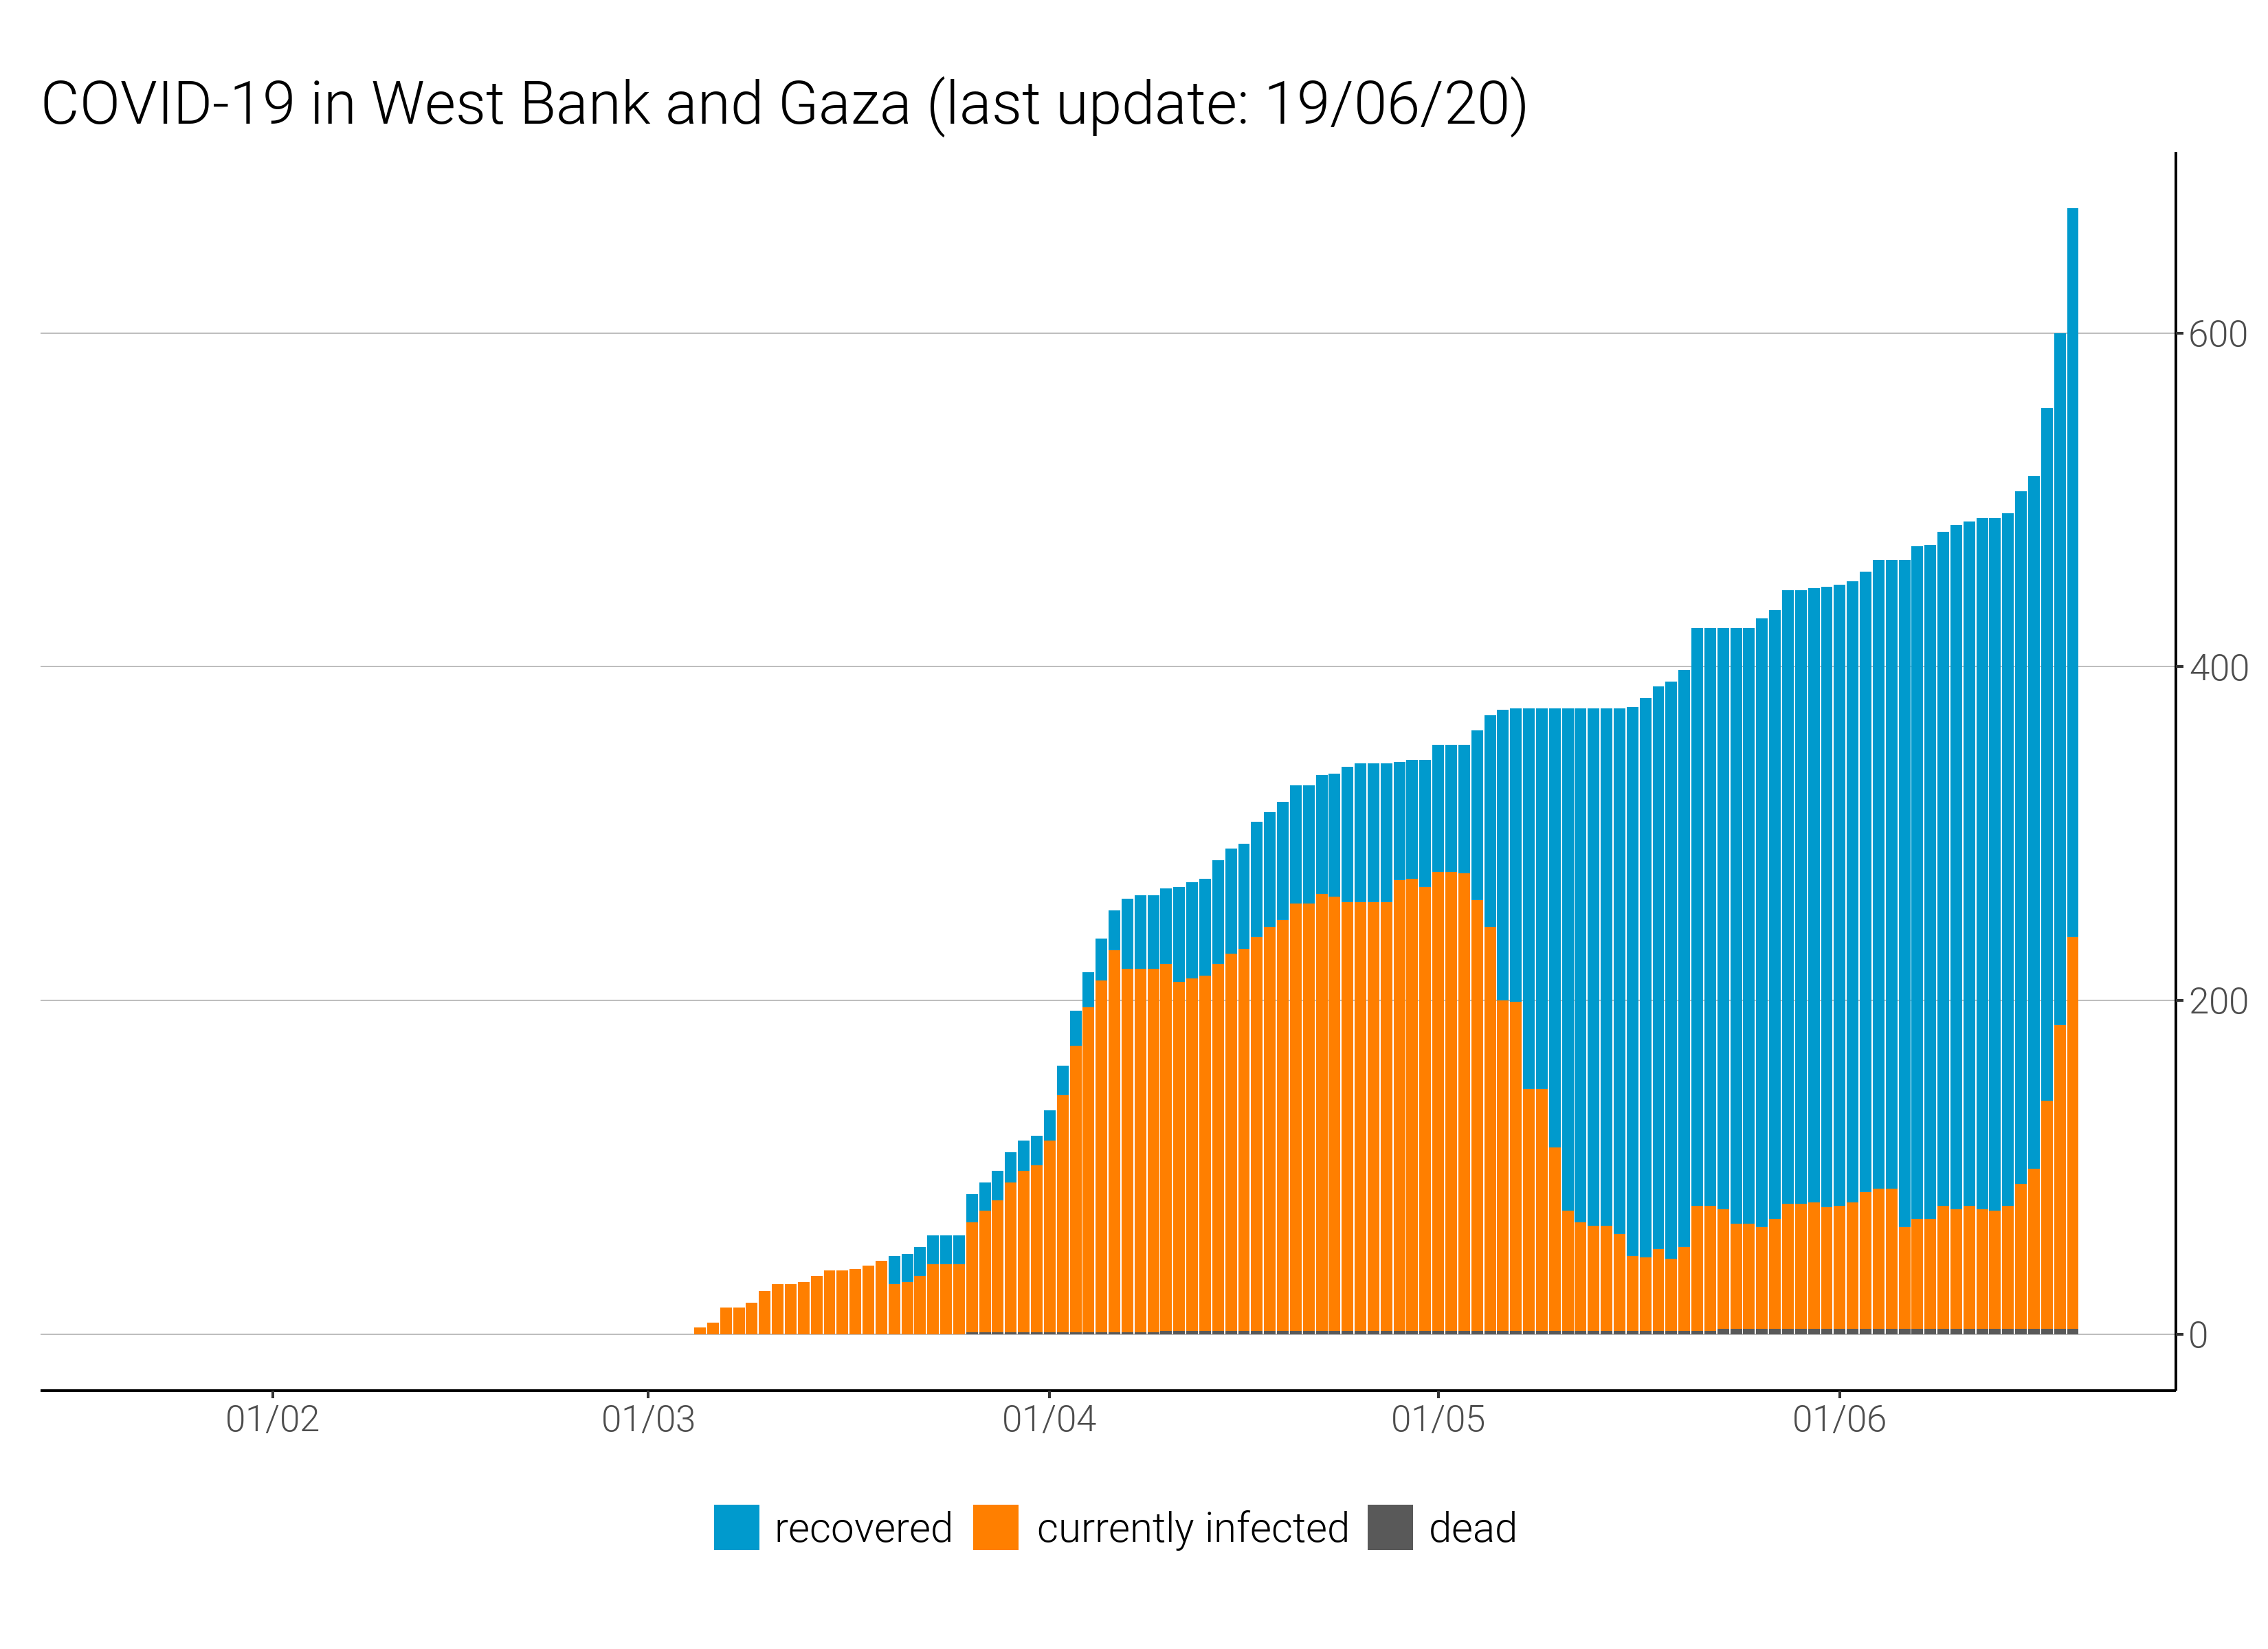 COVID-19 in West Bank and Gaza (last update: 19/06/20)
600
400
200
0
01/02 01/03 01/04 01/05 01/06
recovered currently infected dead